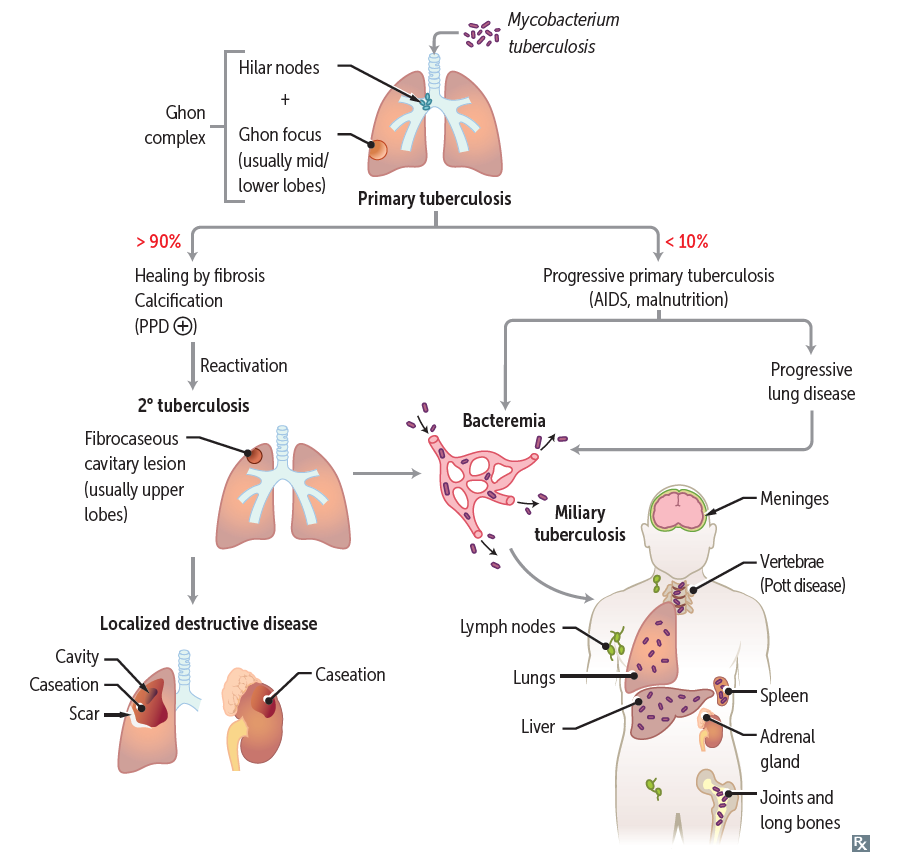 Mycobacterium
tuberculosis
Hilar nodes
+
Ghon
complex
Ghon focus
(usually mid/
lower lobes)
Primary tuberculosis
> 90%
< 10%
Healing by fibrosis
Calcification
(PPD ⊕)
Progressive primary tuberculosis
(AIDS, malnutrition)
Reactivation
Progressive
lung disease
2° tuberculosis
Bacteremia
Fibrocaseous
cavitary lesion
(usually upper
lobes)
Miliary
tuberculosis
Meninges
Vertebrae
(Pott disease)
Localized destructive disease
Lymph nodes
Cavity
Caseation
Scar
Caseation
Lungs
Liver
Spleen
Adrenal
gland
Joints and
long bones
Rx